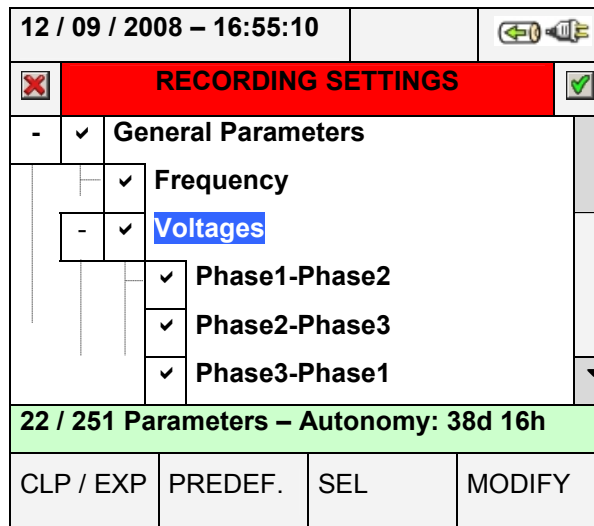 12 / 09 / 2008 – 16:55:10
RECORDING SETTINGS
- General Parameters
Frequency
- Voltages
Phase1-Phase2
Phase2-Phase3
Phase3-Phase1
22 / 251 Parameters – Autonomy: 38d 16h
CLP / EXP PREDEF. SEL MODIFY